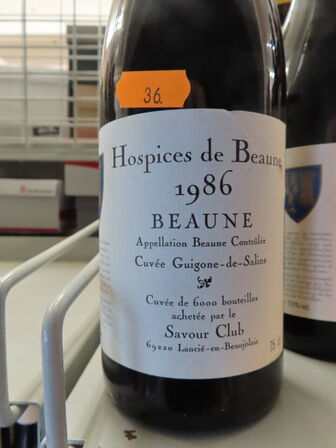 36.
Hospices de Beaune
1986
BEAUNE
Appellation Beaune Contrôlée
Cuvée Guigone-de-Salins
Cuvée de 6000 bouteilles
achetée par le
Savour Club
69220 Lancié-en-Beaujolais
75 cl